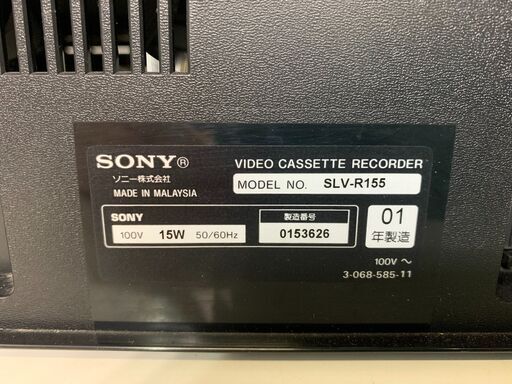 SONY®
ソニー株式会社
MADE IN MALAYSIA
VIDEO CASSETTE RECORDER
MODEL NO. SLV-R155
SONY
100V 15W 50/60Hz
製造番号
0153626
01
年製造
100V ～
3-068-585-11